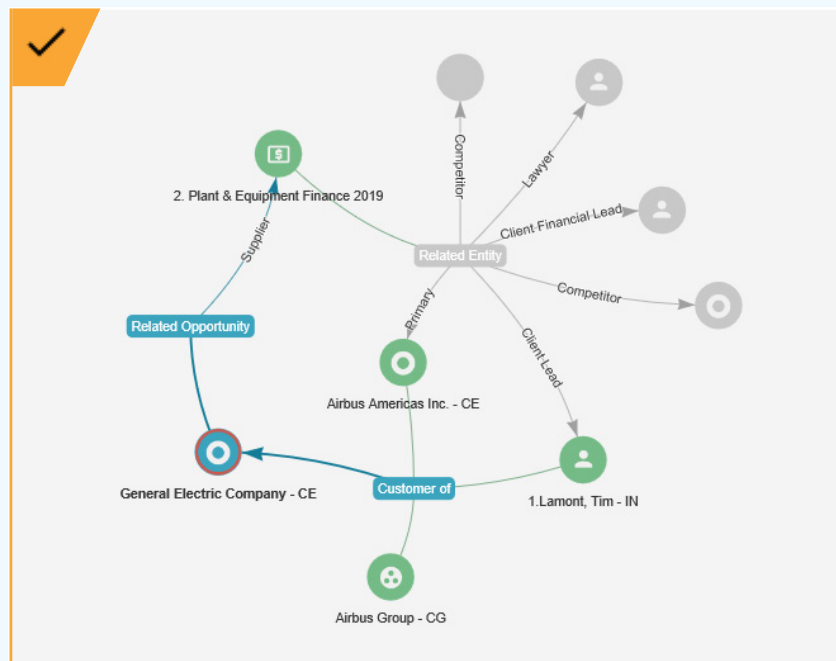 Competitor
Lawyer
2. Plant & Equipment Finance 2019
Client Financial Lead
Supplier
Related Entity
Competitor
Primary
Related Opportunity
Client Lead
Airbus Americas Inc. - CE
General Electric Company - CE
Customer of
1.Lamont, Tim - IN
Airbus Group - CG